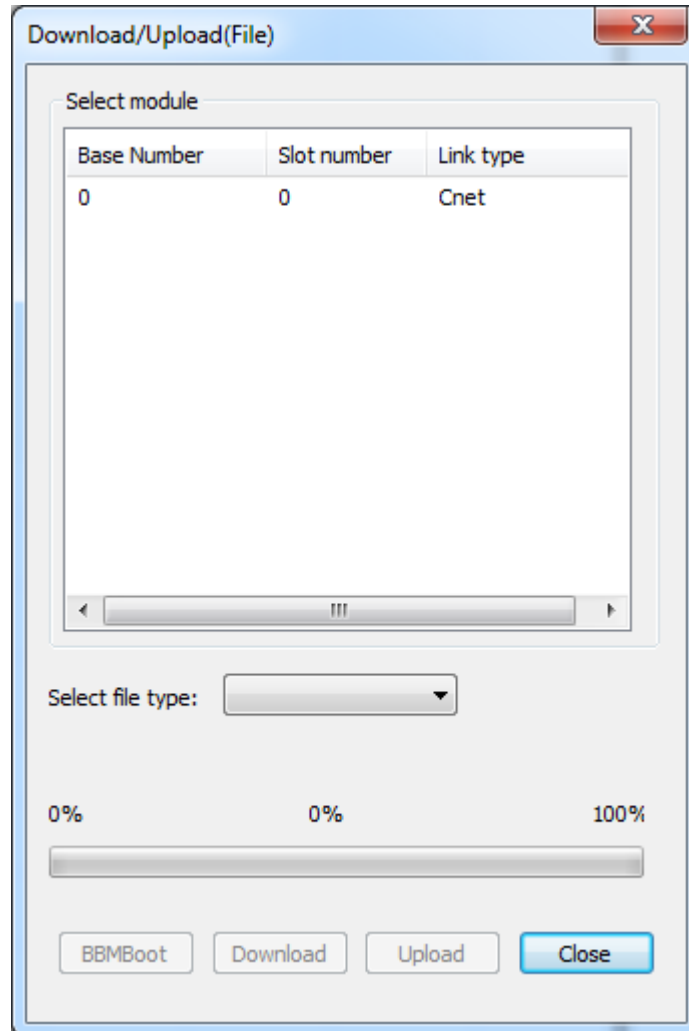 Download/Upload(File)
Select module
Base Number Slot number Link type
0 0 Cnet
Select file type:
0% 0% 100%
BBMBoot Download Upload Close